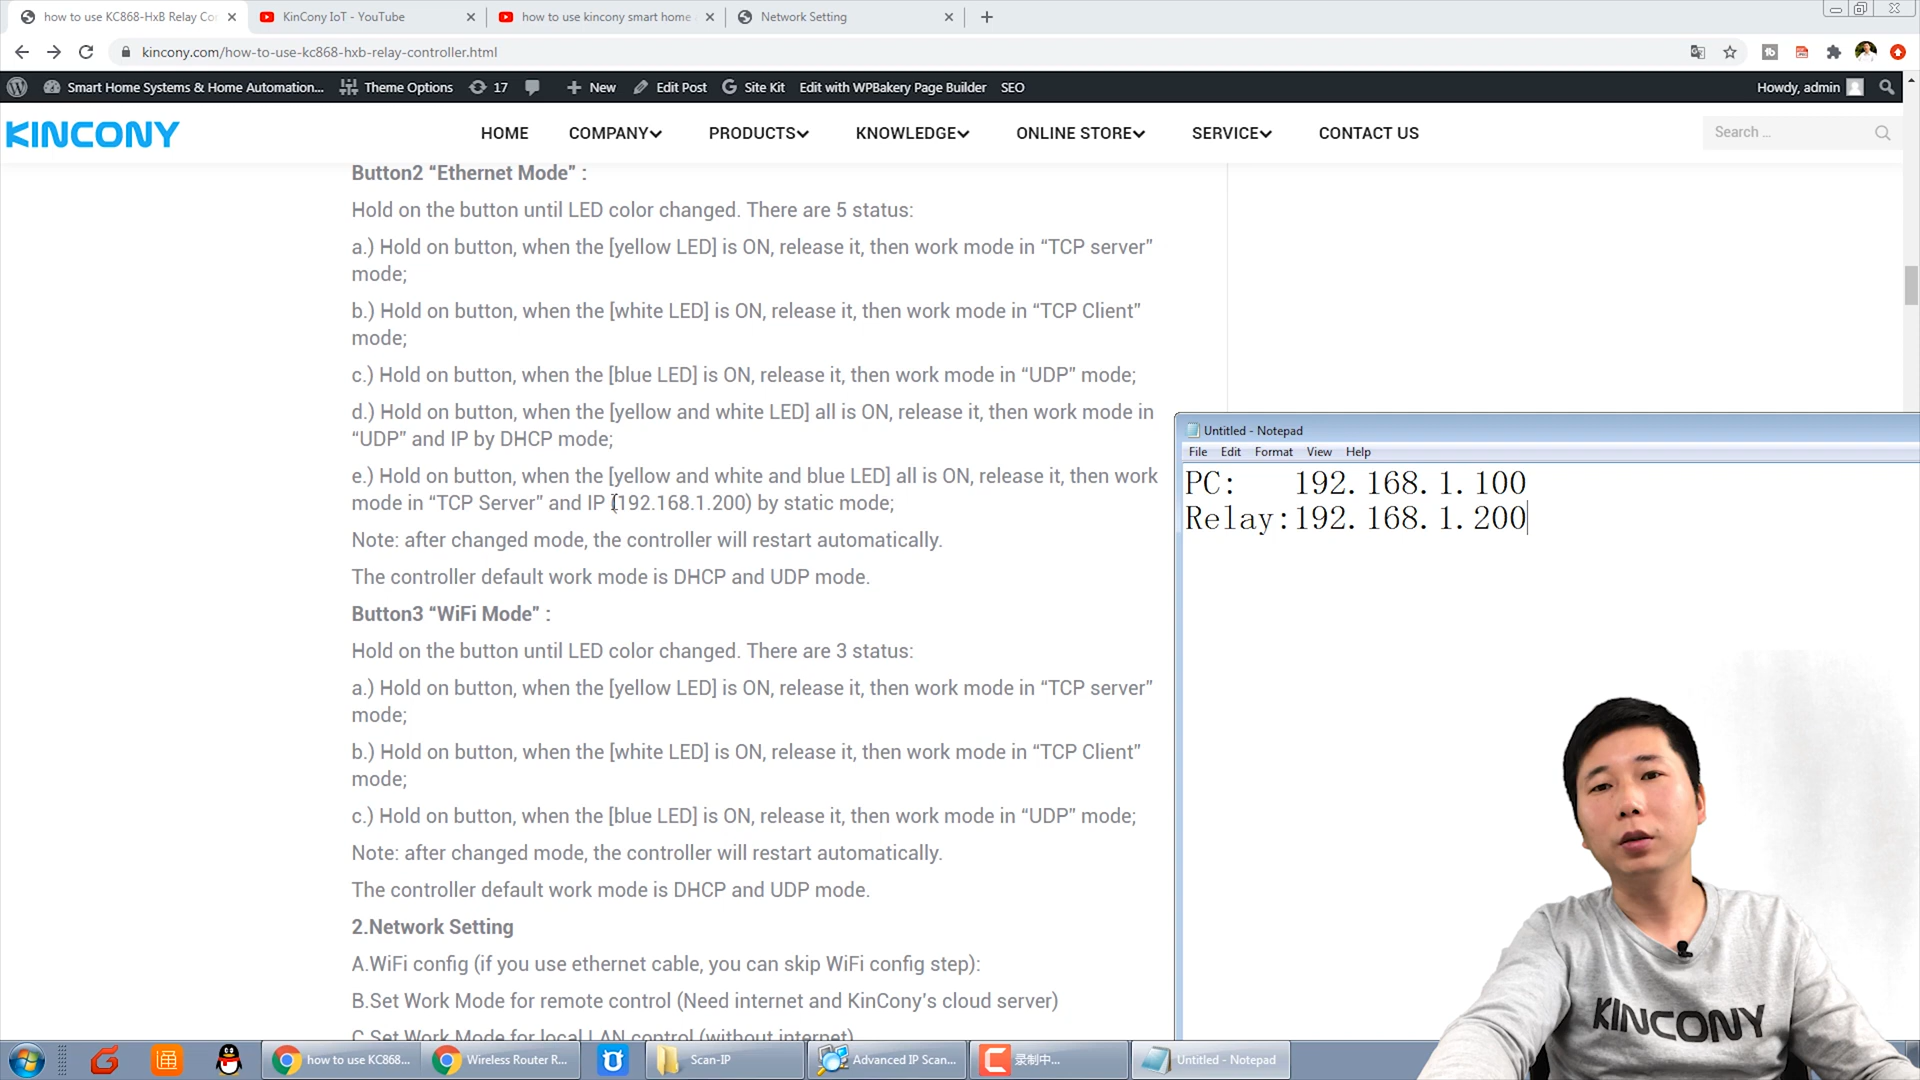 how to use KC868-HxB Relay Co
KinCony IoT - YouTube
how to use kincony smart home
Network Setting
kincony.com/how-to-use-kc868-hxb-relay-controller.html
Smart Home Systems & Home Automation...
Theme Options
17
New
Edit Post
Site Kit
Edit with WPBakery Page Builder
SEO
Howdy, admin
KINCONY
HOME
COMPANY
PRODUCTS
KNOWLEDGE
ONLINE STORE
SERVICE
CONTACT US
Search ...
Button2 “Ethernet Mode” :
Hold on the button until LED color changed. There are 5 status:
a.) Hold on button, when the [yellow LED] is ON, release it, then work mode in “TCP server”
mode;
b.) Hold on button, when the [white LED] is ON, release it, then work mode in “TCP Client”
mode;
c.) Hold on button, when the [blue LED] is ON, release it, then work mode in “UDP” mode;
d.) Hold on button, when the [yellow and white LED] all is ON, release it, then work mode in
“UDP” and IP by DHCP mode;
e.) Hold on button, when the [yellow and white and blue LED] all is ON, release it, then work
mode in “TCP Server” and IP (192.168.1.200) by static mode;
Note: after changed mode, the controller will restart automatically.
The controller default work mode is DHCP and UDP mode.
Button3 “WiFi Mode” :
Hold on the button until LED color changed. There are 3 status:
a.) Hold on button, when the [yellow LED] is ON, release it, then work mode in “TCP server”
mode;
b.) Hold on button, when the [white LED] is ON, release it, then work mode in “TCP Client”
mode;
c.) Hold on button, when the [blue LED] is ON, release it, then work mode in “UDP” mode;
Note: after changed mode, the controller will restart automatically.
The controller default work mode is DHCP and UDP mode.
2.Network Setting
A.WiFi config (if you use ethernet cable, you can skip WiFi config step):
B.Set Work Mode for remote control (Need internet and KinCony’s cloud server)
C.Set Work Mode for local LAN control (without internet)
Untitled - Notepad
File Edit Format View Help
PC: 192.168.1.100
Relay:192.168.1.200
KINCONY
how to use KC868...
Wireless Router R...
Scan-IP
Advanced IP Scan...
录制中...
Untitled - Notepad